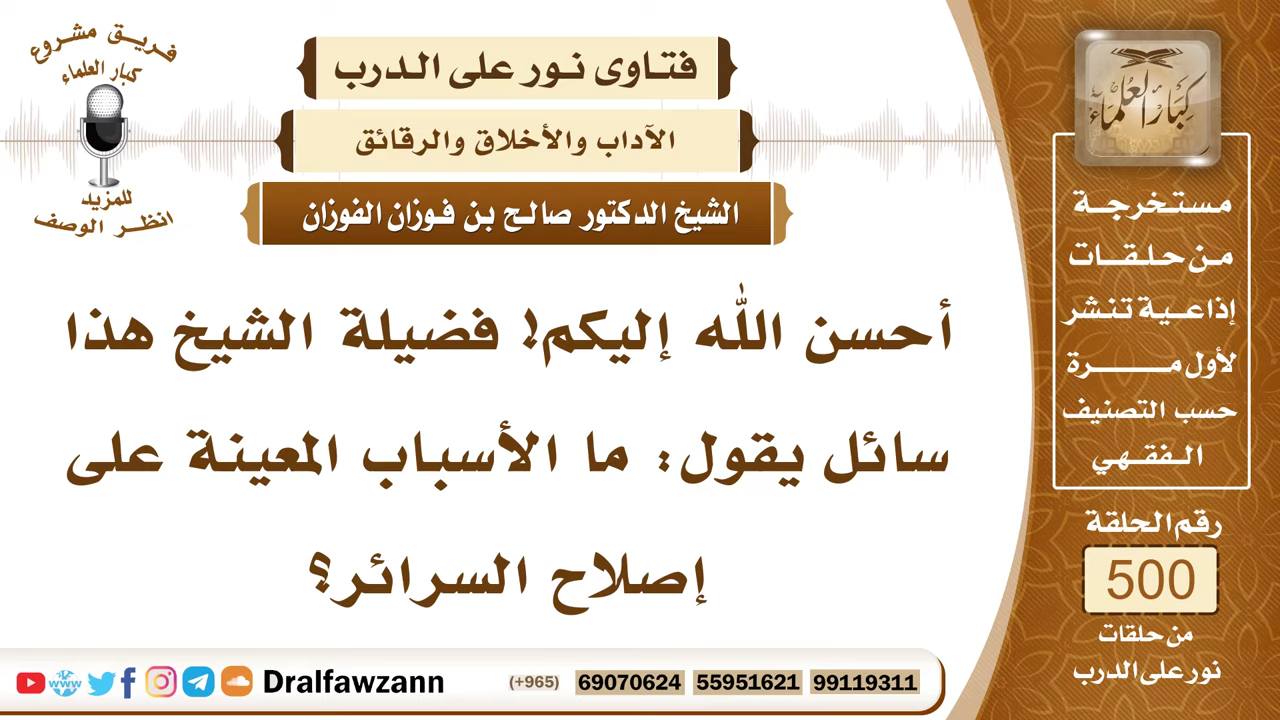 فريق مشروع
كبار العلماء
للمزيد
انظر الوصف
فتاوى نور على الدرب
الآداب والأخلاق والرقائق
الشيخ الدكتور صالح بن فوزان الفوزان
أحسن الله إليكم! فضيلة الشيخ هذا
سائل يقول: ما الأسباب المعينة على
إصلاح السرائر؟
كبار العلماء
مستخرجة
من حلقات
إذاعية تنشر
لأول مرة
حسب التصنيف
الفقهي
رقم الحلقة
500
من حلقات
نور على الدرب
www Dralfawzann (+965) 69070624 55951621 99119311